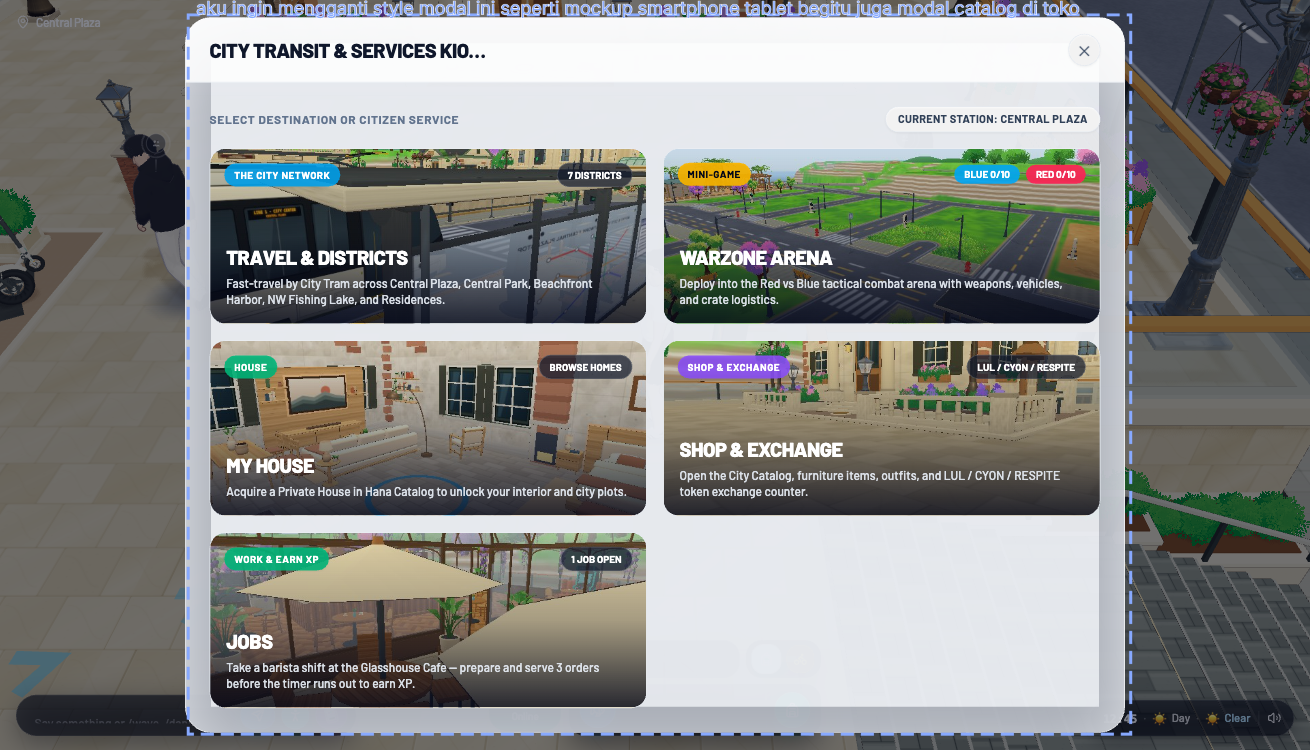 aku ingin mengganti style modal ini seperti mockup smartphone tablet begitu juga modal catalog di toko
Central Plaza
CITY TRANSIT & SERVICES KIO...
SELECT DESTINATION OR CITIZEN SERVICE
CURRENT STATION: CENTRAL PLAZA
THE CITY NETWORK
7 DISTRICTS
TRAVEL & DISTRICTS
Fast-travel by City Tram across Central Plaza, Central Park, Beachfront
Harbor, NW Fishing Lake, and Residences.
MINI-GAME
BLUE 0/10
RED 0/10
WARZONE ARENA
Deploy into the Red vs Blue tactical combat arena with weapons, vehicles,
and crate logistics.
HOUSE
BROWSE HOMES
MY HOUSE
Acquire a Private House in Hana Catalog to unlock your interior and city plots.
SHOP & EXCHANGE
LUL / CYON / RESPITE
SHOP & EXCHANGE
Open the City Catalog, furniture items, outfits, and LUL / CYON / RESPITE
token exchange counter.
WORK & EARN XP
1 JOB OPEN
JOBS
Take a barista shift at the Glasshouse Cafe — prepare and serve 3 orders
before the timer runs out to earn XP.
Say something or /wave, /dan
45 · Day · Clear